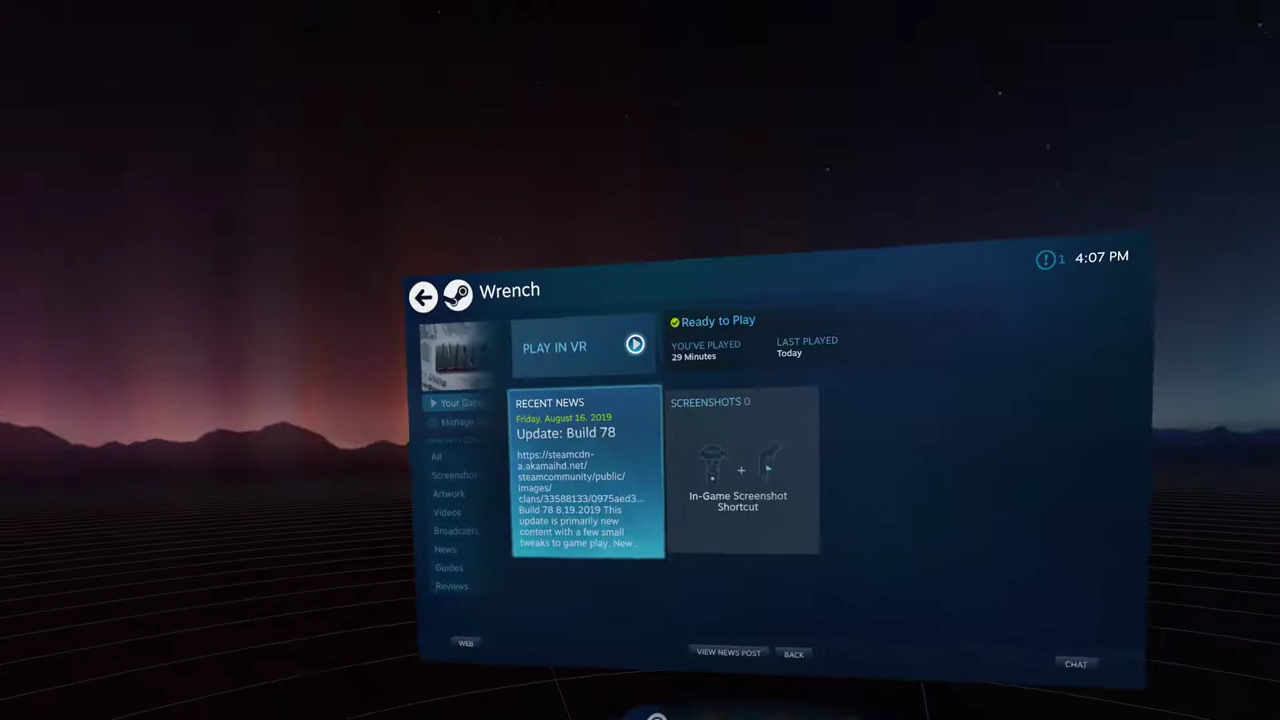 1 4:07 PM
Wrench
PLAY IN VR
Ready to Play
YOU'VE PLAYED
29 Minutes
LAST PLAYED
Today
Your Game
Manage
All
Screenshots
Artwork
Videos
Broadcasts
News
Guides
Reviews
RECENT NEWS
Friday, August 16, 2019
Update: Build 78
https://steamcdn-
a.akamaihd.net/
steamcommunity/public/
images/
clans/33588133/0975aed3...
Build 78 8.19.2019 This
update is primarily new
content with a few small
tweaks to game play. New...
SCREENSHOTS 0
+
In-Game Screenshot
Shortcut
WEB
VIEW NEWS POST
BACK
CHAT